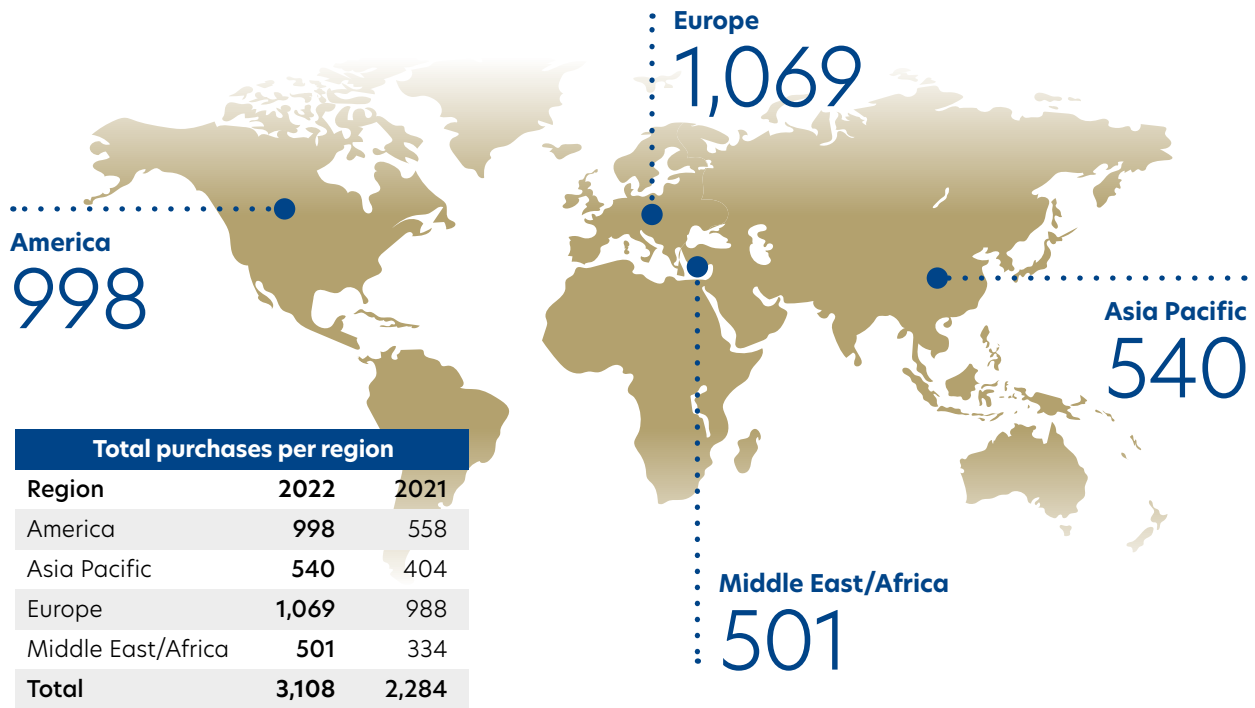 Europe
1,069
America
998
Asia Pacific
540
Total purchases per region
Region 2022 2021
America 998 558
Asia Pacific 540 404
Europe 1,069 988
Middle East/Africa 501 334
Total 3,108 2,284
Middle East/Africa
501